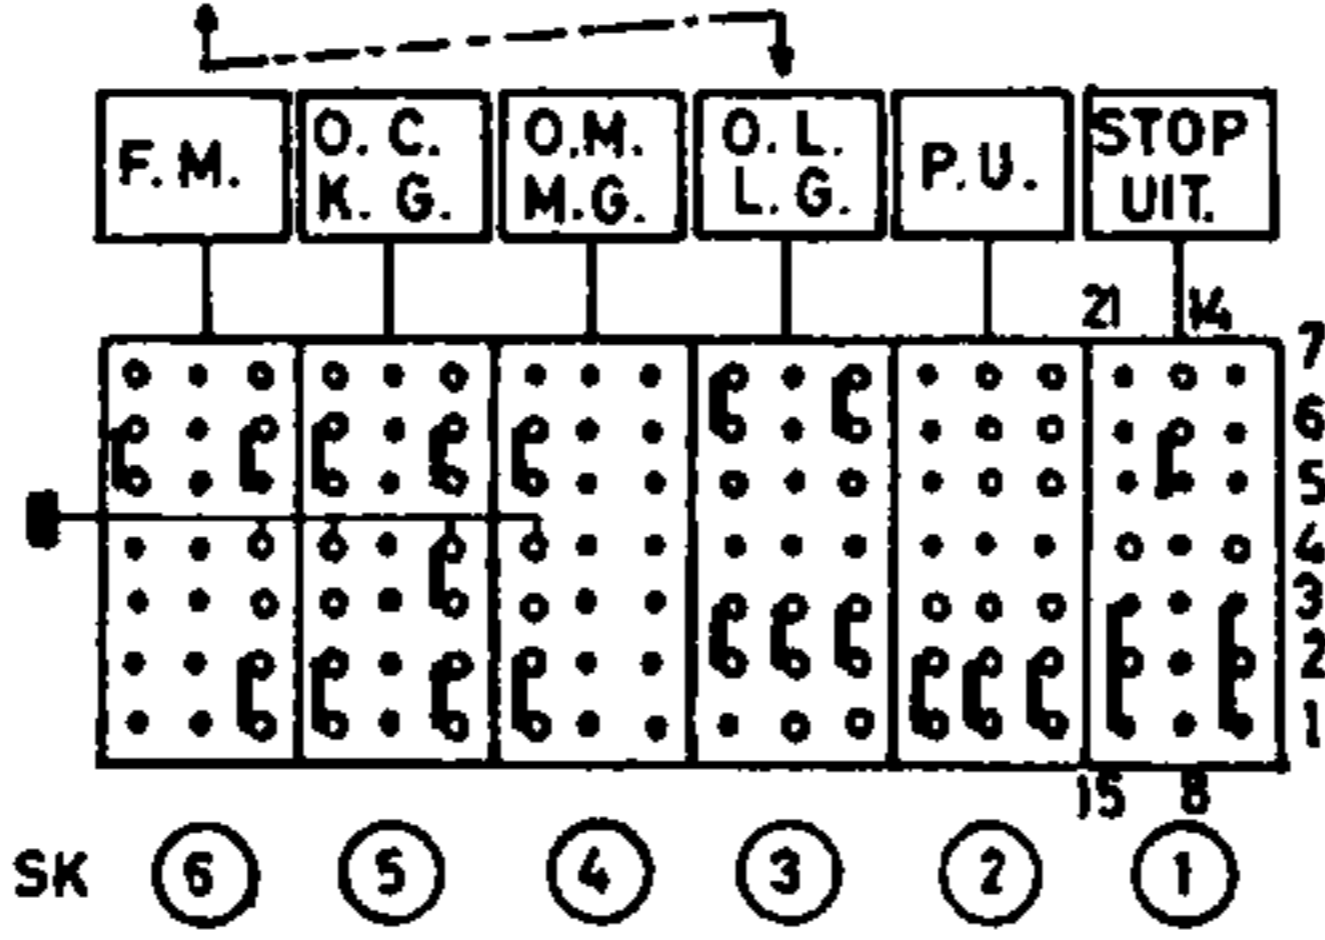 F.M.
O. C.
K. G.
O.M.
M.G.
O. L.
L. G.
P.U.
STOP
UIT.
21 14
7
6
5
4
3
2
1
15 8
SK 6 5 4 3 2 1